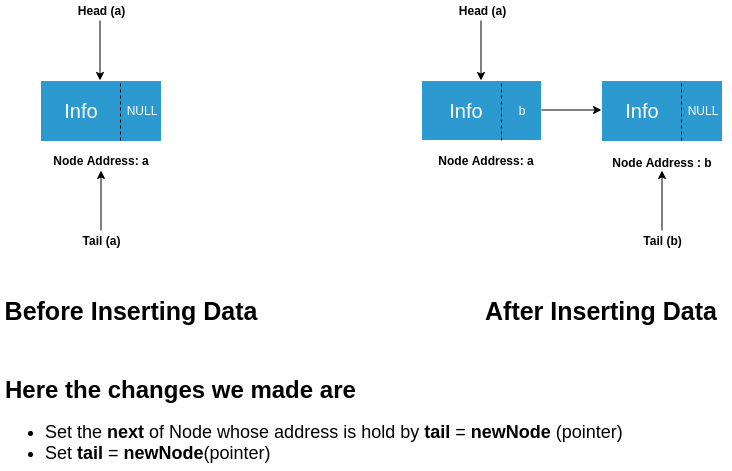 Head (a)
Head (a)
Info
NULL
Info
b
Info
NULL
Node Address: a
Node Address: a
Node Address : b
Tail (a)
Tail (b)
Before Inserting Data
After Inserting Data
Here the changes we made are
• Set the next of Node whose address is hold by tail = newNode (pointer)
• Set tail = newNode(pointer)